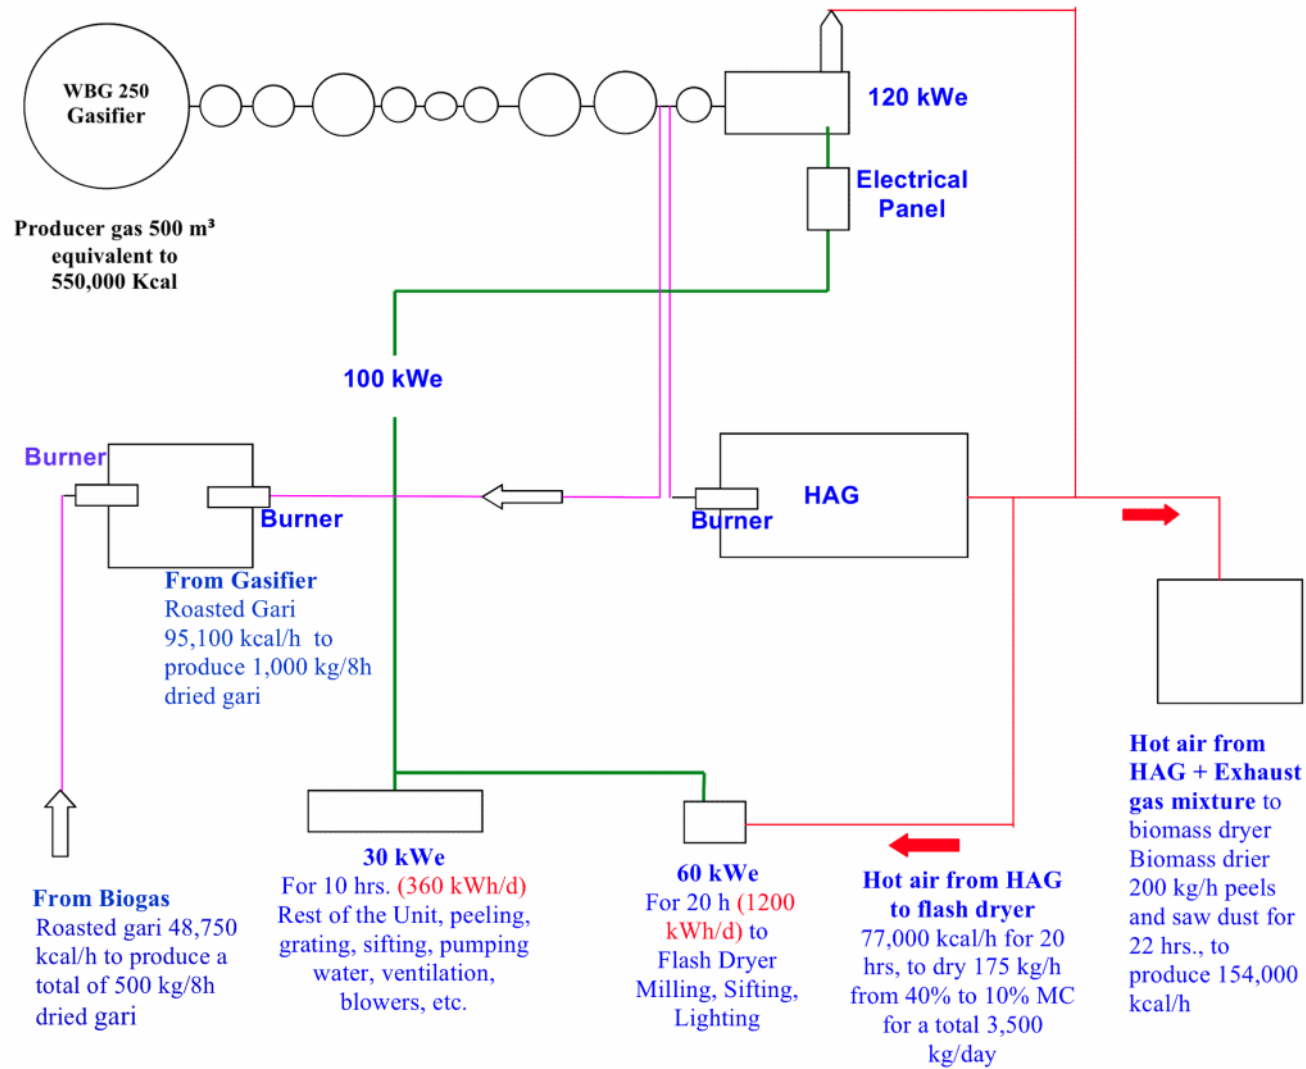 WBG 250
Gasifier
120 kWe
Electrical
Panel
Producer gas 500 m³
equivalent to
550,000 Kcal
100 kWe
Burner
Burner
HAG
Burner
From Gasifier
Roasted Gari
95,100 kcal/h to
produce 1,000 kg/8h
dried gari
From Biogas
Roasted gari 48,750
kcal/h to produce a
total of 500 kg/8h
dried gari
30 kWe
For 10 hrs. (360 kWh/d)
Rest of the Unit, peeling,
grating, sifting, pumping
water, ventilation,
blowers, etc.
60 kWe
For 20 h (1200
kWh/d) to
Flash Dryer
Milling, Sifting,
Lighting
Hot air from HAG
to flash dryer
77,000 kcal/h for 20
hrs, to dry 175 kg/h
from 40% to 10% MC
for a total 3,500
kg/day
Hot air from
HAG + Exhaust
gas mixture to
biomass dryer
Biomass drier
200 kg/h peels
and saw dust for
22 hrs., to
produce 154,000
kcal/h